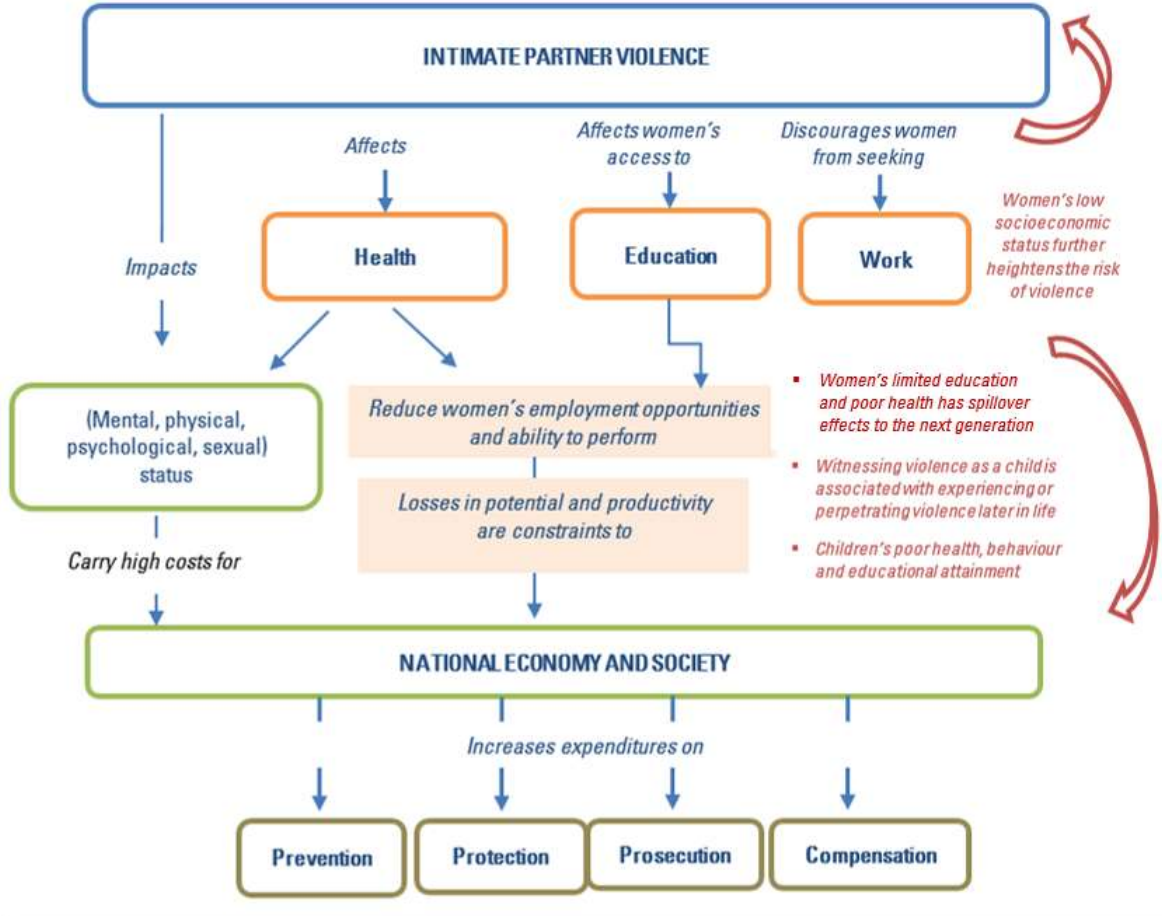 INTIMATE PARTNER VIOLENCE
Affects
Affects women's
access to
Discourages women
from seeking
Impacts
Health
Education
Work
Women's low
socioeconomic
status further
heightens the risk
of violence
(Mental, physical,
psychological, sexual)
status
Reduce women's employment opportunities
and ability to perform
Losses in potential and productivity
are constraints to
▪ Women's limited education
and poor health has spillover
effects to the next generation
▪ Witnessing violence as a child is
associated with experiencing or
perpetrating violence later in life
▪ Children's poor health, behaviour
and educational attainment
Carry high costs for
NATIONAL ECONOMY AND SOCIETY
Increases expenditures on
Prevention
Protection
Prosecution
Compensation